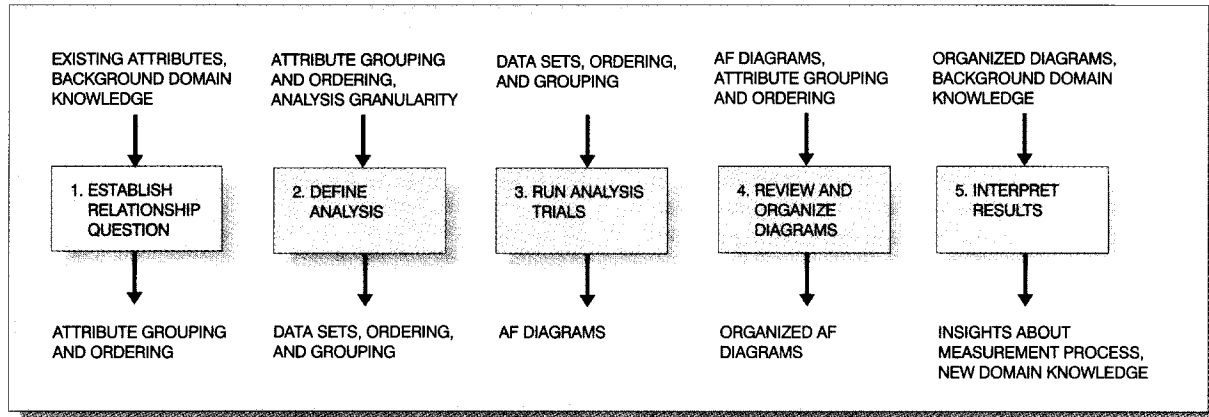 EXISTING ATTRIBUTES,
BACKGROUND DOMAIN
KNOWLEDGE
1. ESTABLISH
RELATIONSHIP
QUESTION
ATTRIBUTE GROUPING
AND ORDERING
ATTRIBUTE GROUPING
AND ORDERING,
ANALYSIS GRANULARITY
2. DEFINE
ANALYSIS
DATA SETS, ORDERING,
AND GROUPING
DATA SETS, ORDERING,
AND GROUPING
3. RUN ANALYSIS
TRIALS
AF DIAGRAMS
AF DIAGRAMS,
ATTRIBUTE GROUPING
AND ORDERING
4. REVIEW AND
ORGANIZE
DIAGRAMS
ORGANIZED AF
DIAGRAMS
ORGANIZED DIAGRAMS,
BACKGROUND DOMAIN
KNOWLEDGE
5. INTERPRET
RESULTS
INSIGHTS ABOUT
MEASUREMENT PROCESS,
NEW DOMAIN KNOWLEDGE